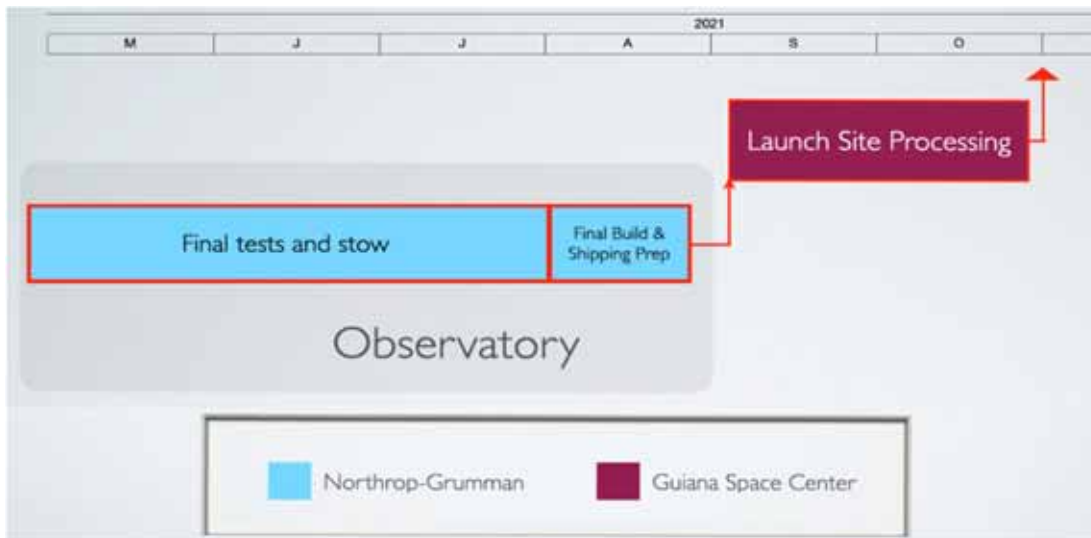 2021
M J J A S O
Launch Site Processing
Final tests and stow
Final Build &
Shipping Prep
Observatory
Northrop-Grumman
Guiana Space Center